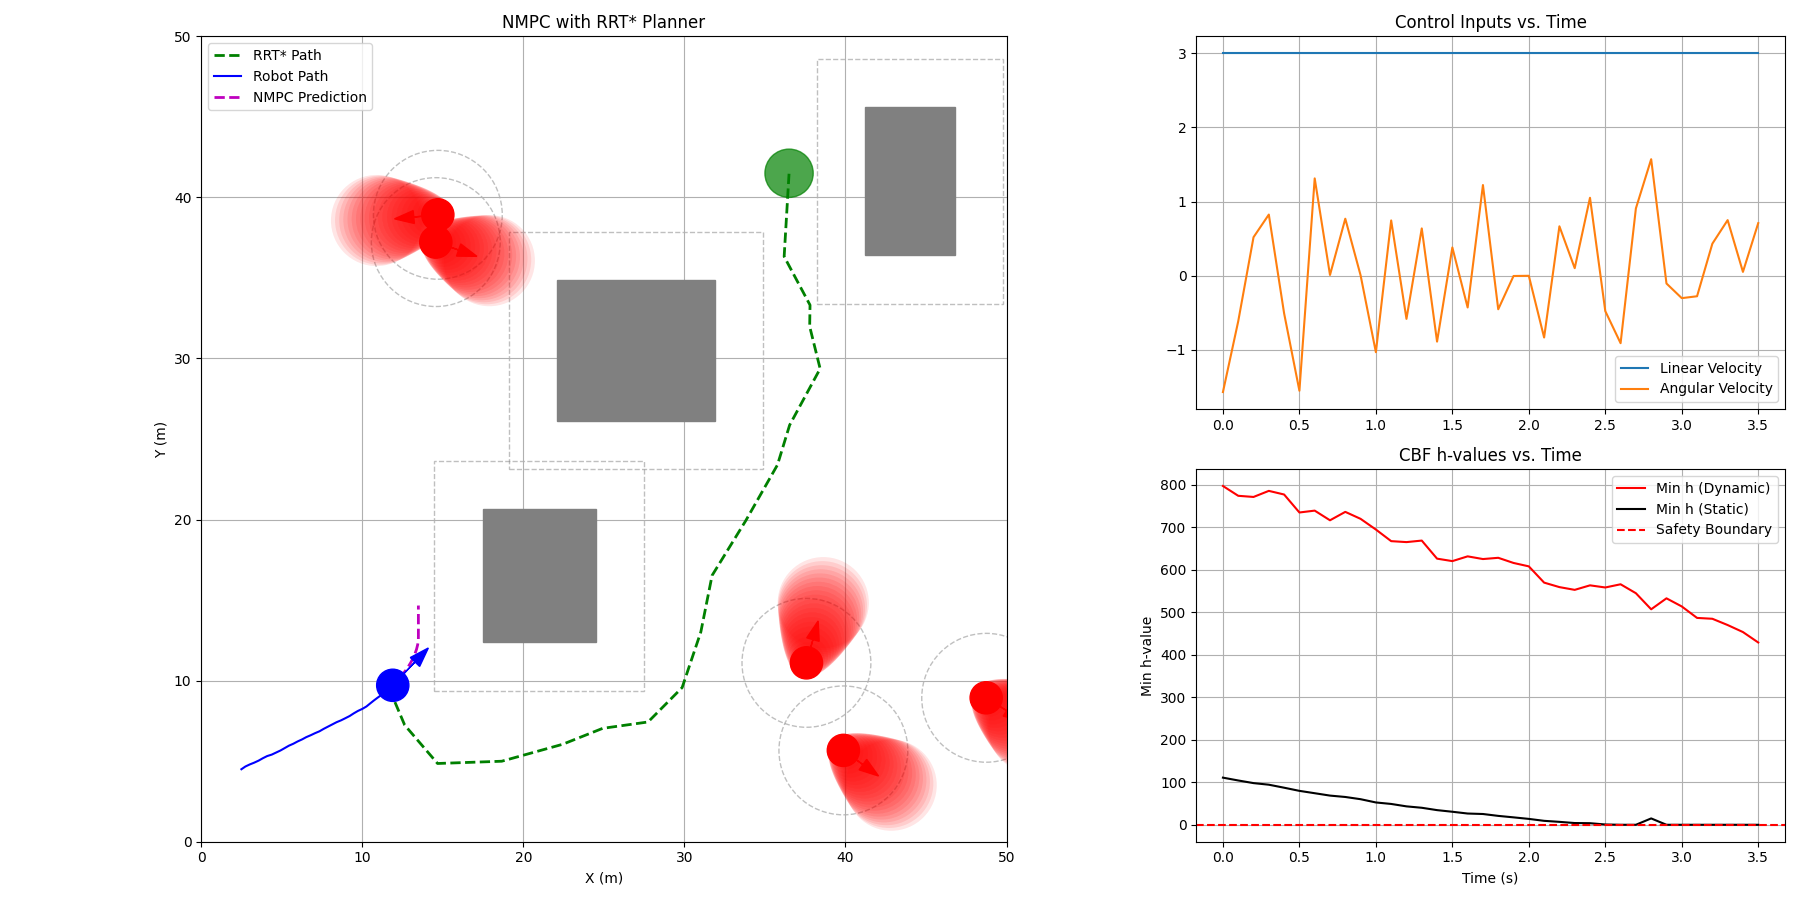 NMPC with RRT* Planner
RRT* Path
Robot Path
NMPC Prediction
50
40
30
20
10
0
Y (m)
0 10 20 30 40 50
X (m)
Control Inputs vs. Time
3
2
1
0
−1
Linear Velocity
Angular Velocity
0.0 0.5 1.0 1.5 2.0 2.5 3.0 3.5
CBF h-values vs. Time
Min h (Dynamic)
Min h (Static)
Safety Boundary
800
700
600
500
400
300
200
100
0
Min h-value
0.0 0.5 1.0 1.5 2.0 2.5 3.0 3.5
Time (s)